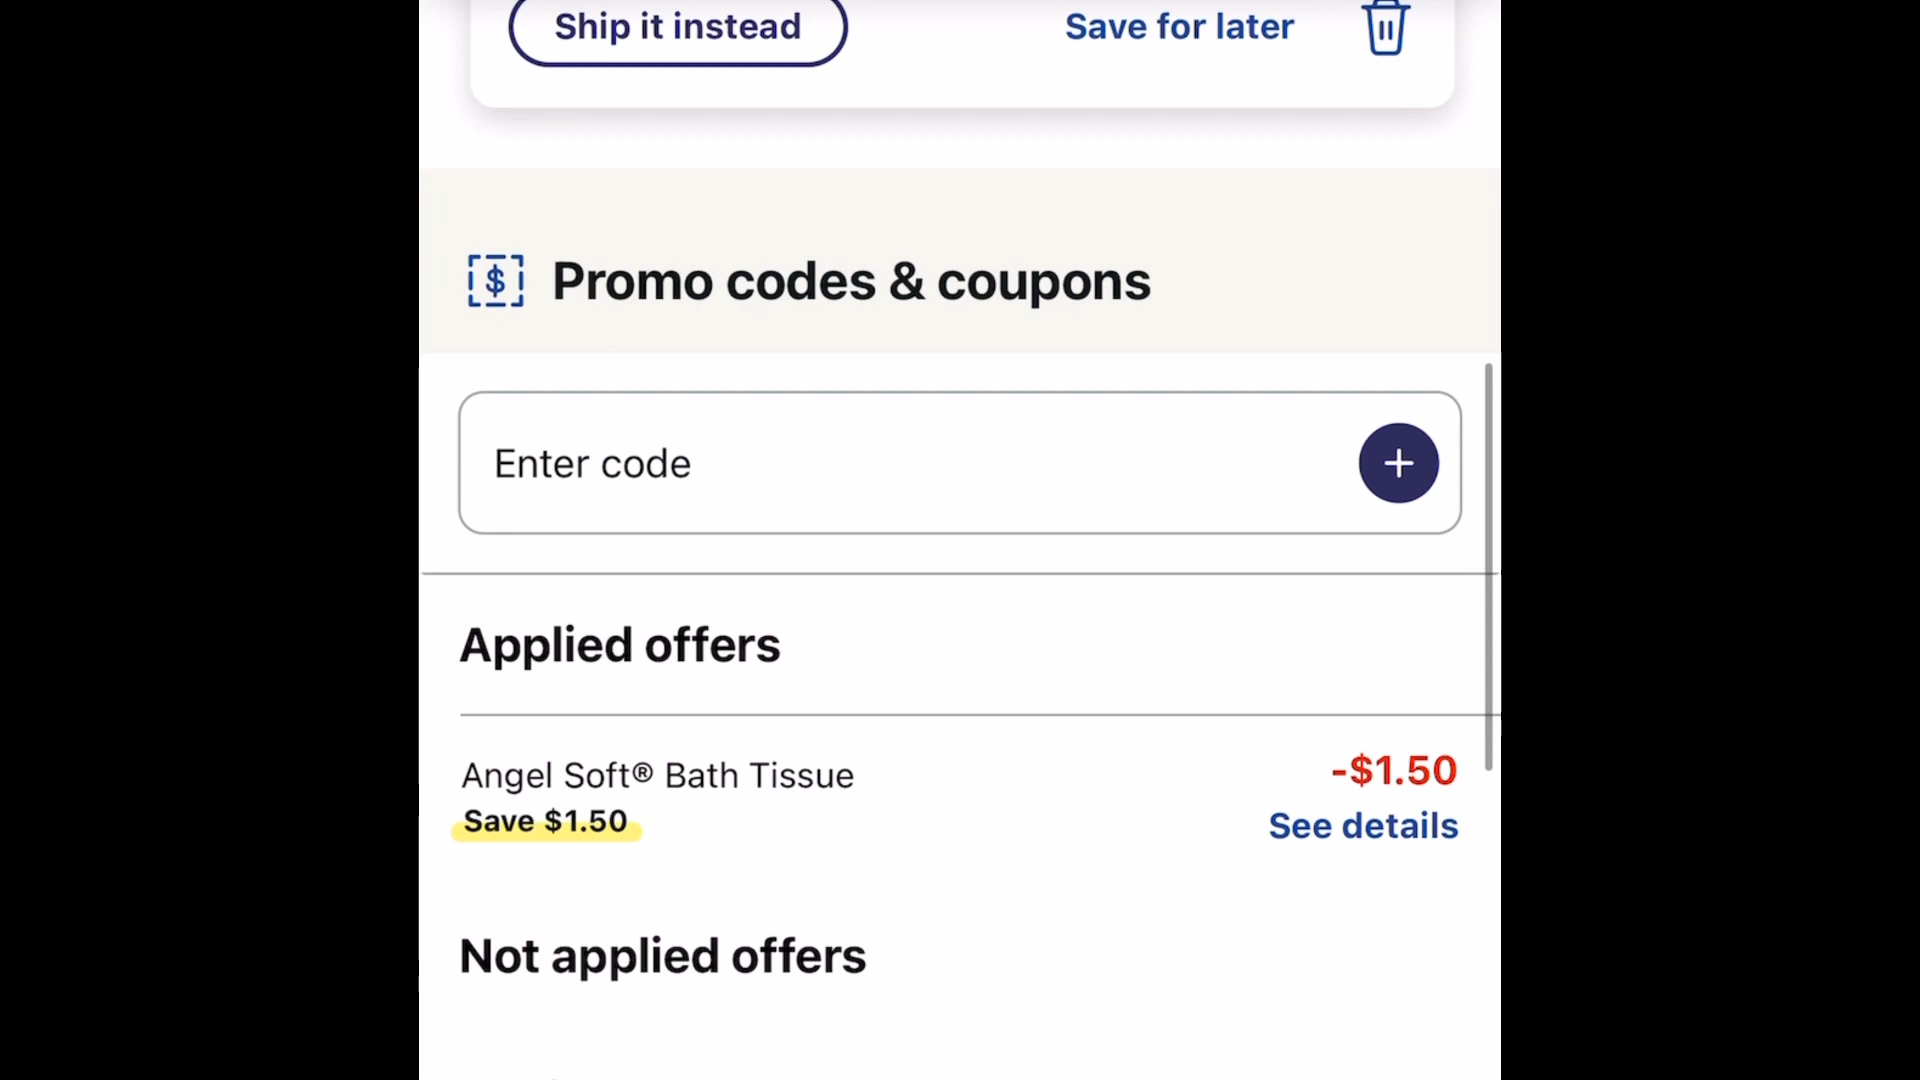 Ship it instead
Save for later
$ Promo codes & coupons
Enter code
+
Applied offers
Angel Soft® Bath Tissue
-$1.50
Save $1.50
See details
Not applied offers